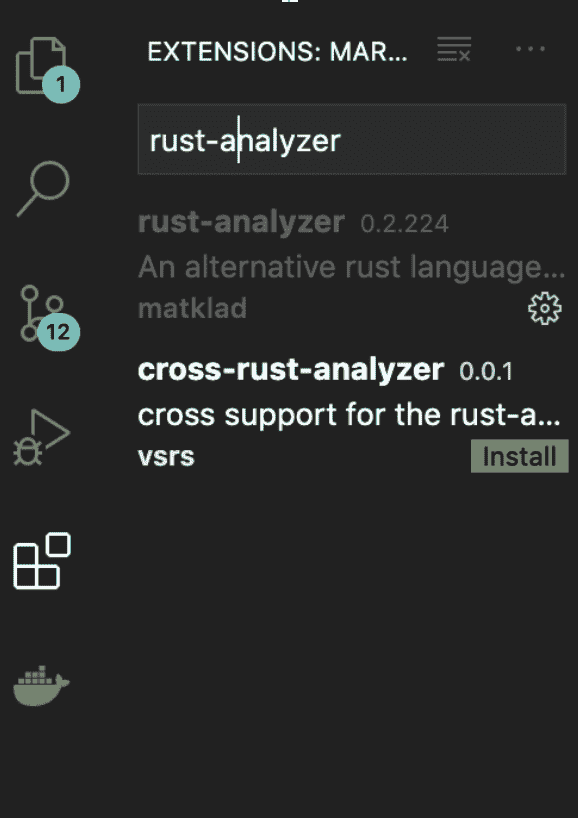 EXTENSIONS: MAR...
1
rust-analyzer
rust-analyzer 0.2.224
An alternative rust language...
matklad
12
cross-rust-analyzer 0.0.1
cross support for the rust-a...
vsrs Install